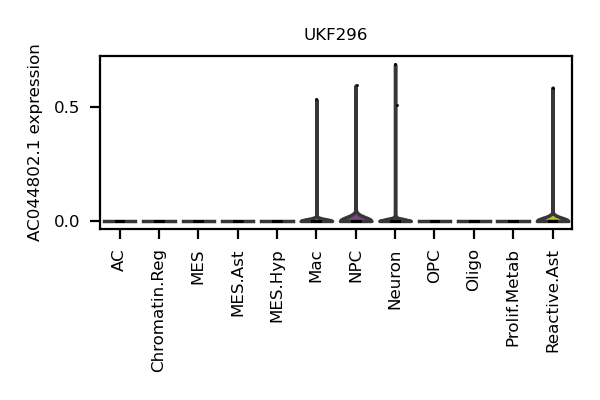 UKF296
AC044802.1 expression
0.5
0.0
AC
Chromatin.Reg
MES
MES.Ast
MES.Hyp
Mac
NPC
Neuron
OPC
Oligo
Prolif.Metab
Reactive.Ast